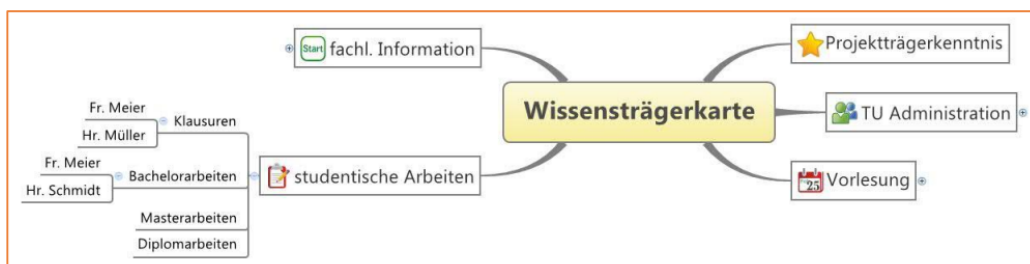 Wissensträgerkarte
Start fachl. Information
studentische Arbeiten
Klausuren
Fr. Meier
Hr. Müller
Bachelorarbeiten
Fr. Meier
Hr. Schmidt
Masterarbeiten
Diplomarbeiten
Projektträgerkenntnis
TU Administration
25 Vorlesung